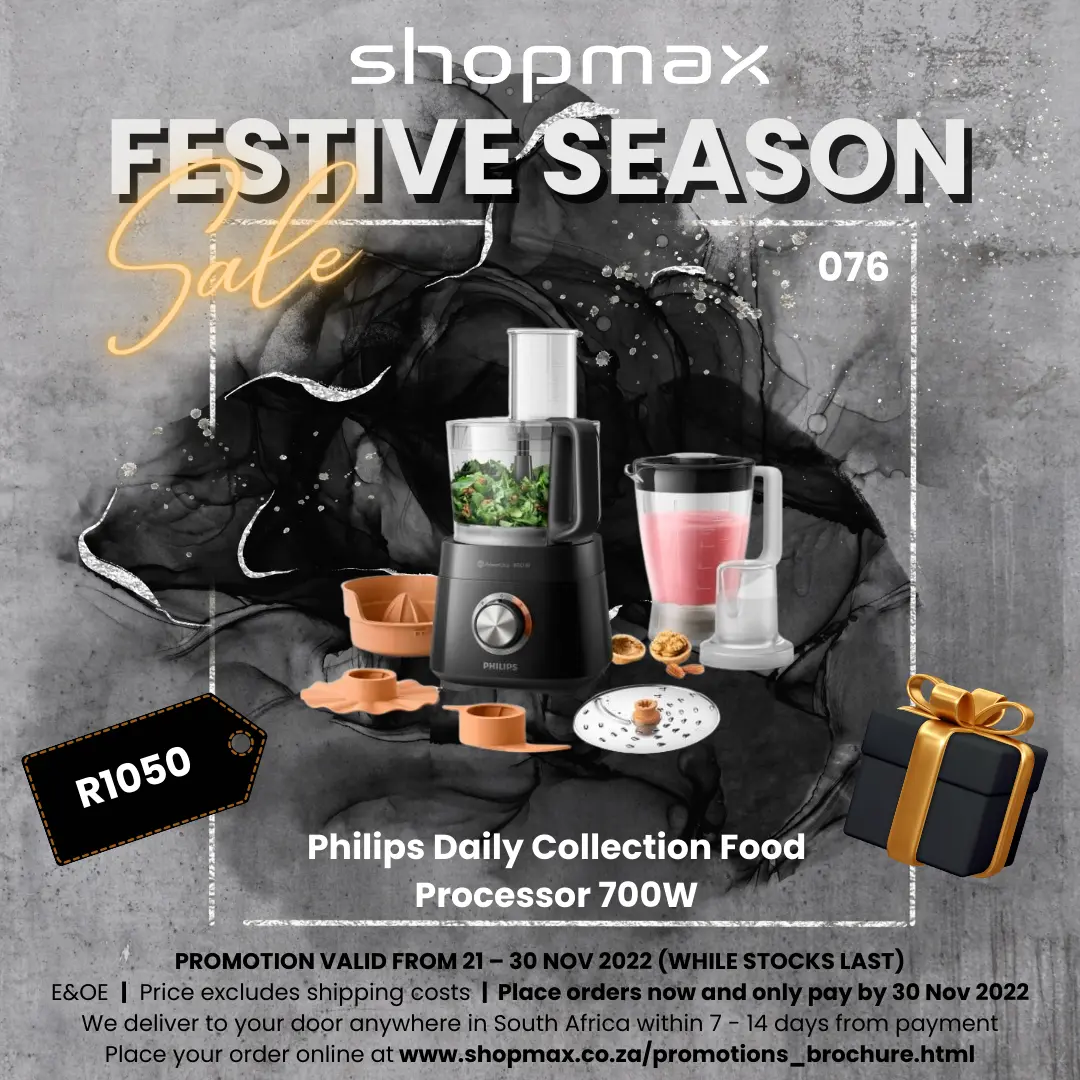 shopmax
FESTIVE SEASON
Sale
076
PHILIPS
R1050
Philips Daily Collection Food
Processor 700W
PROMOTION VALID FROM 21 – 30 NOV 2022 (WHILE STOCKS LAST)
E&OE | Price excludes shipping costs | Place orders now and only pay by 30 Nov 2022
We deliver to your door anywhere in South Africa within 7 - 14 days from payment
Place your order online at www.shopmax.co.za/promotions_brochure.html